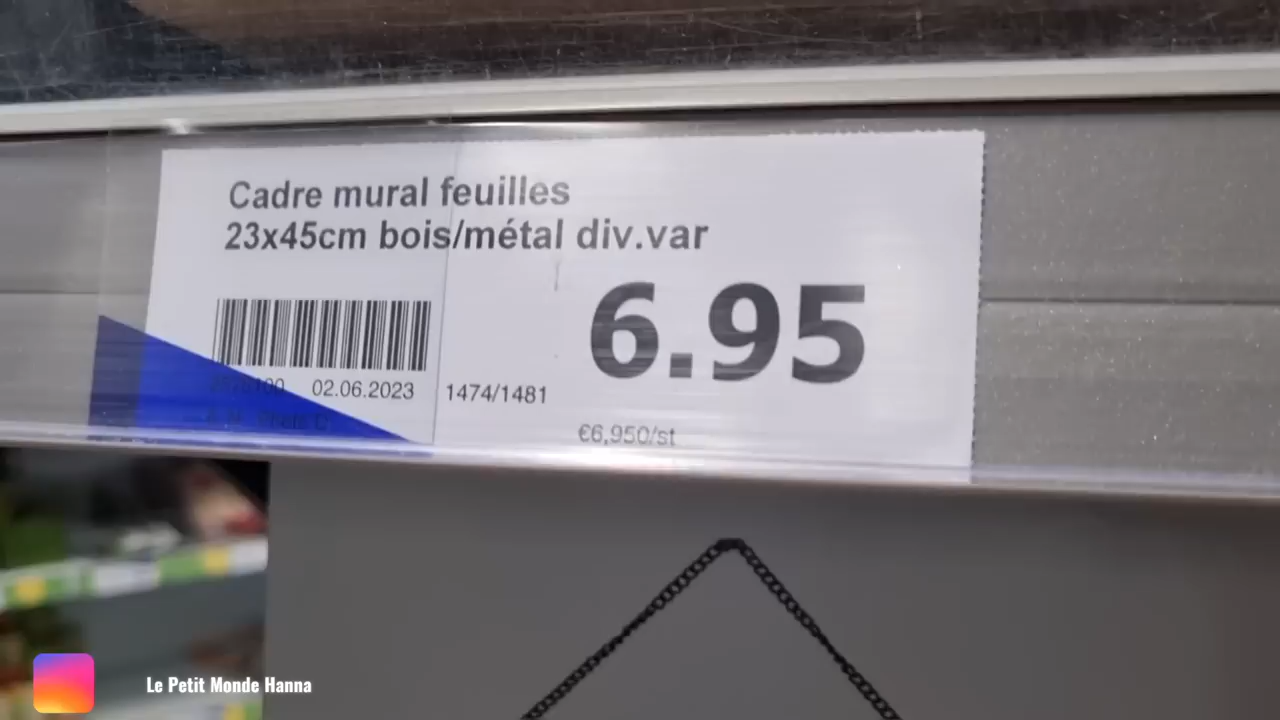 Cadre mural feuilles
23x45cm bois/métal div.var
6.95
02.06.2023 1474/1481
€6,950/st
Le Petit Monde Hanna